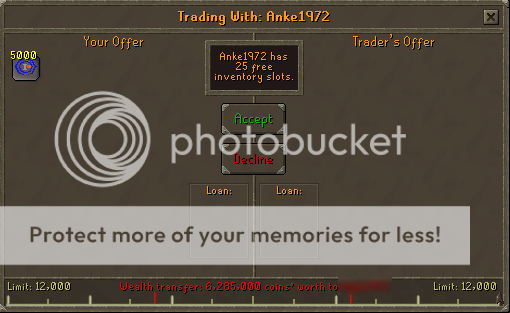 Trading With: Anke1972
Your Offer
Trader's Offer
5000
Anke1972 has
25 free
inventory slots.
Accept
photobucket
Decline
Loan:
Loan:
Protect more of your memories for less!
Limit: 12,000
Wealth transfer: 6,285,000 coins' worth to
Limit: 12,000